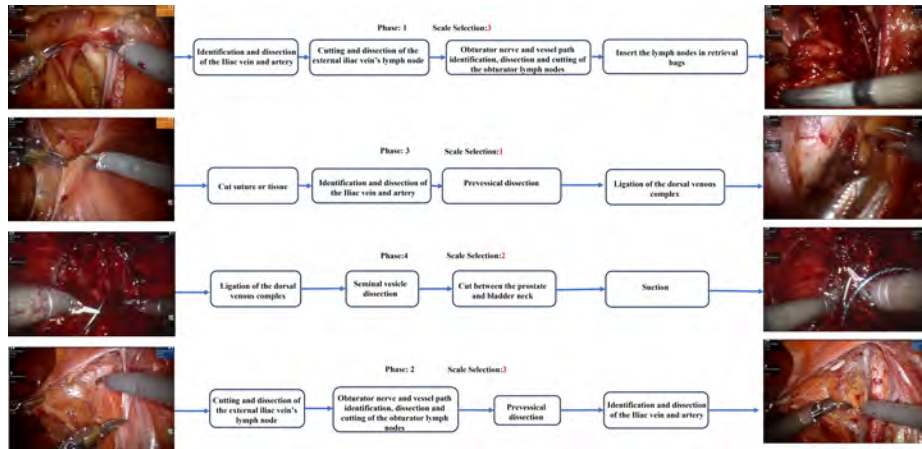 Phase: 1 Scale Selection:3
Identification and dissection
of the Iliac vein and artery
Cutting and dissection of the
external iliac vein's lymph node
Obturator nerve and vessel path
identification, dissection and cutting
of the obturator lymph nodes
Insert the lymph nodes in retrieval
bags
Phase: 3 Scale Selection:1
Cut suture or tissue
Identification and dissection of
the Iliac vein and artery
Prevessical dissection
Ligation of the dorsal venous
complex
Phase:4 Scale Selection:2
Ligation of the dorsal
venous complex
Seminal vesicle
dissection
Cut between the prostate
and bladder neck
Suction
Phase: 2 Scale Selection:3
Cutting and dissection of
the external iliac vein's
lymph node
Obturator nerve and vessel path
identification, dissection and
cutting of the obturator lymph
nodes
Prevessical
dissection
Identification and dissection
of the Iliac vein and artery